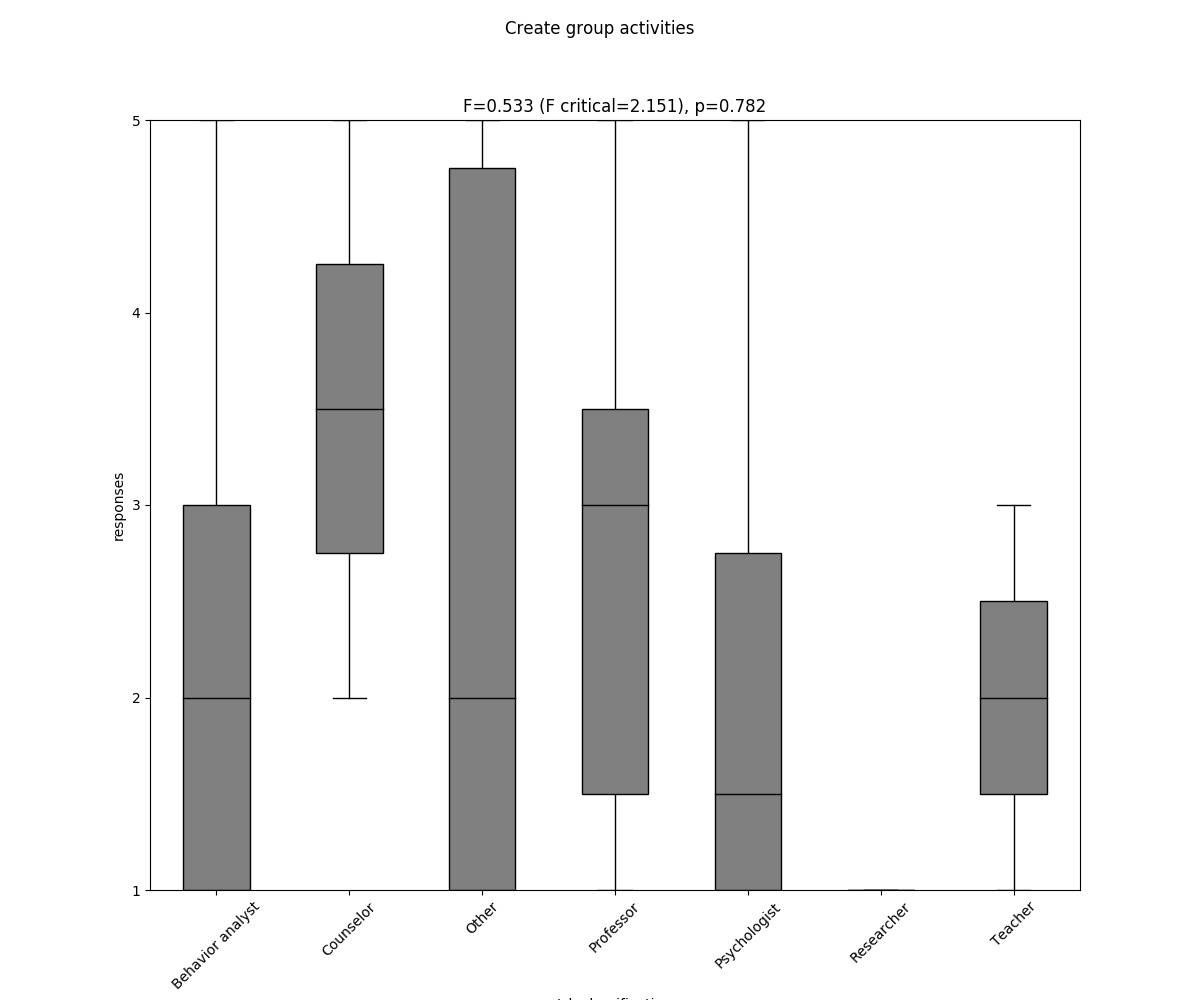 Create group activities
F=0.533 (F critical=2.151), p=0.782
5
4
3
2
1
responses
Behavior analyst
Counselor
Other
Professor
Psychologist
Researcher
Teacher